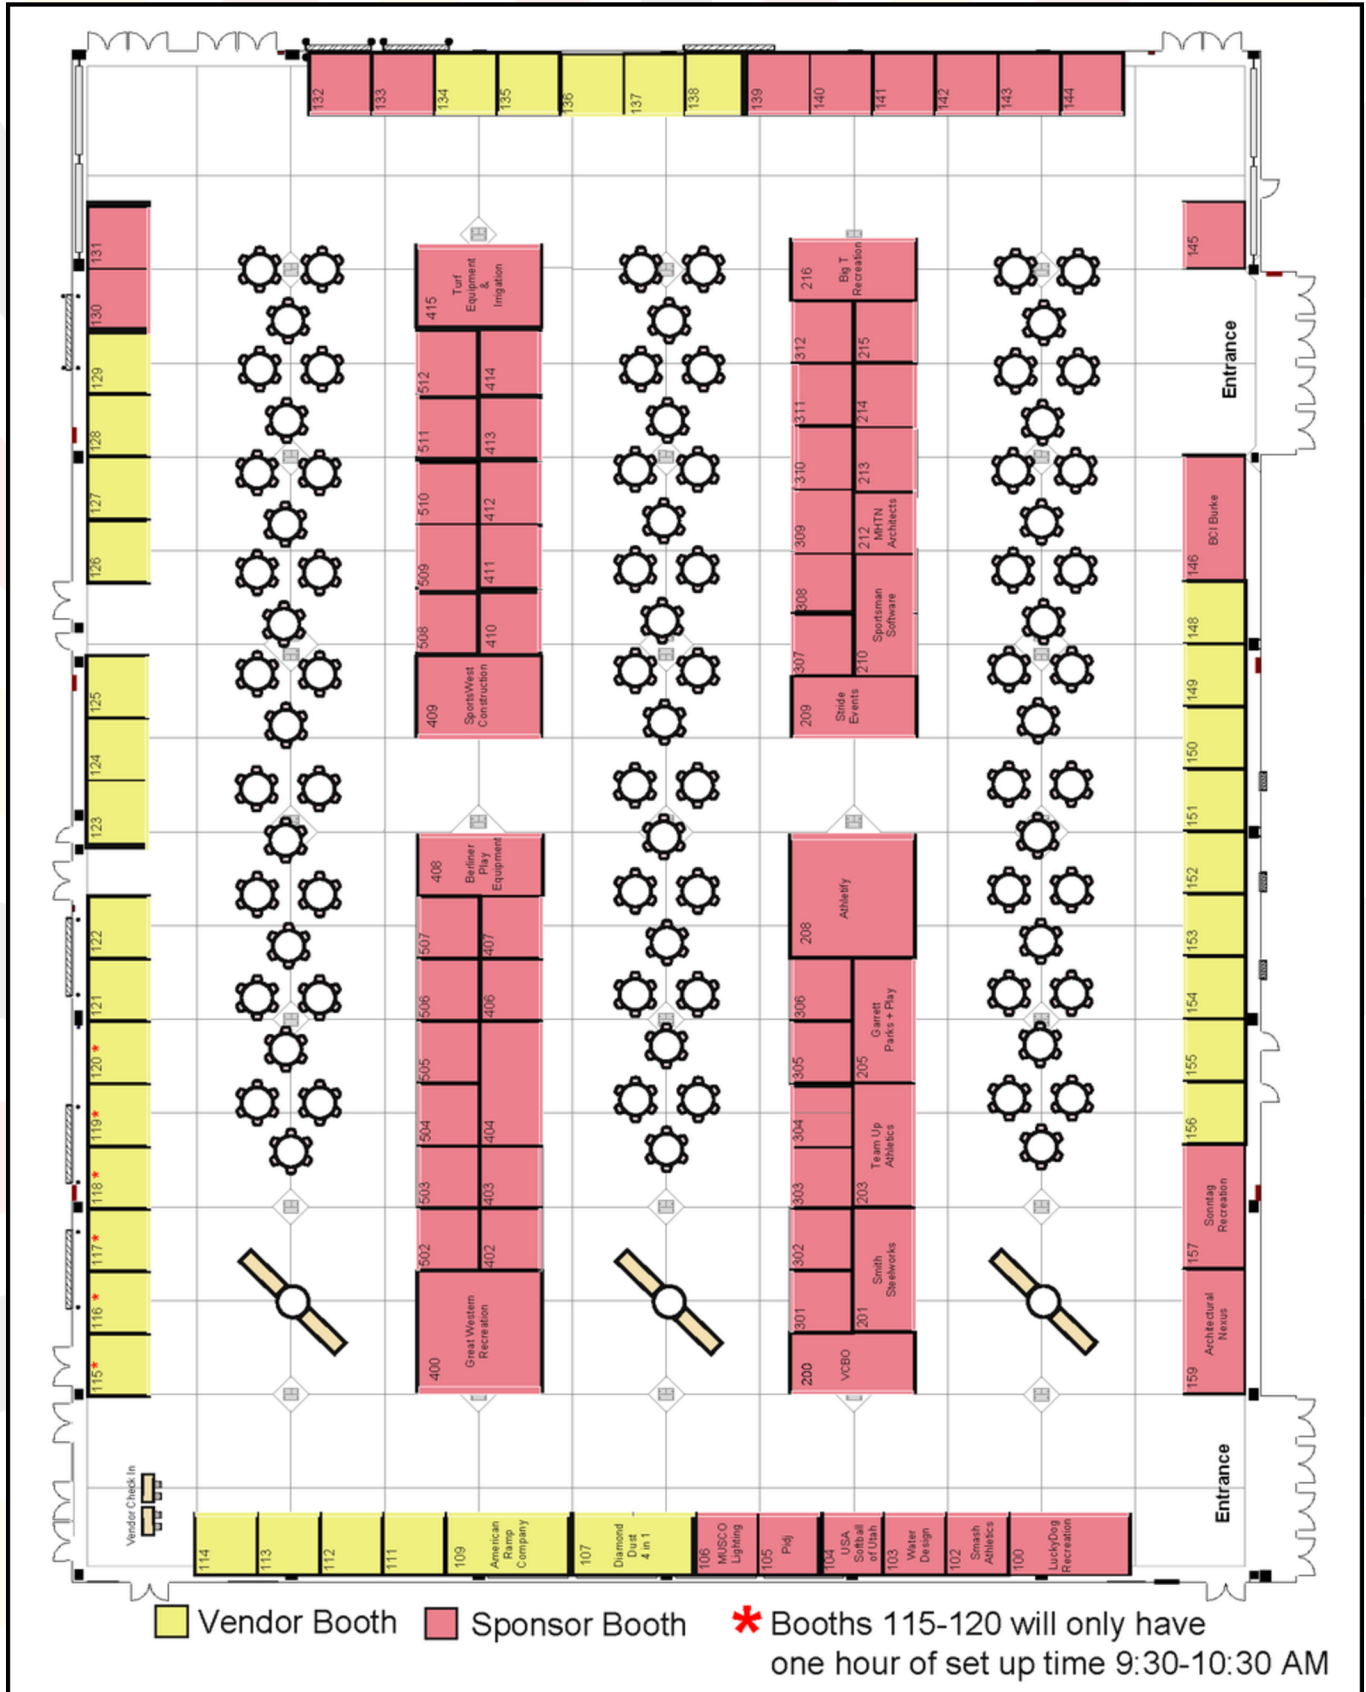 132
133
134
135
136
137
138
139
140
141
142
143
144
131
130
129
128
127
126
125
124
123
122
121
120 *
119*
118 *
117*
116 *
115*
415
Turf
Equipment
&
Irrigation
512
414
511
413
510
412
509
411
508
410
409
SportsWest
Construction
408
Berliner
Play
Equipment
507
407
506
406
505
504
404
503
403
502
402
400
Great Western
Recreation
216
Big T
Recreation
312
215
311
214
310
213
309
212
MHTN
Architects
308
307
210
Sportsman
Software
209
Stride
Events
208
Athletify
306
305
205
Garrett
Parks + Play
304
303
203
Team Up
Athletics
302
301
201
Smith
Steelworks
200
VCBO
145
Entrance
146
BCI Burke
148
149
150
151
152
153
154
155
156
157
Sonntag
Recreation
159
Architectural
Nexus
Entrance
Vendor Check In
114
113
112
111
109
American
Ramp
Company
107
Diamond
Dust
4 in 1
106
MUSCO
Lighting
105
Pidj
104
USA
Softball
of Utah
103
Water
Design
102
Smash
Athletics
100
LuckyDog
Recreation
Vendor Booth
Sponsor Booth
* Booths 115-120 will only have
one hour of set up time 9:30-10:30 AM